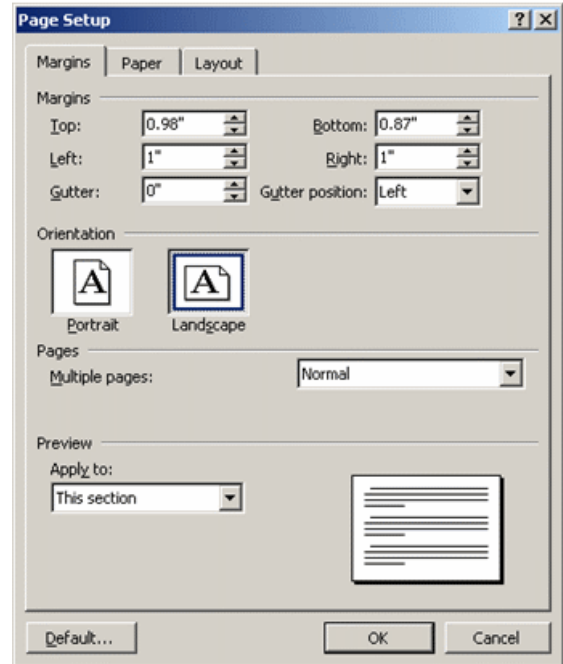 Page Setup
Margins Paper Layout
Margins
Top: 0.98" Bottom: 0.87"
Left: 1" Right: 1"
Gutter: 0" Gutter position: Left
Orientation
A A
Portrait Landscape
Pages
Multiple pages: Normal
Preview
Apply to:
This section
Default... OK Cancel